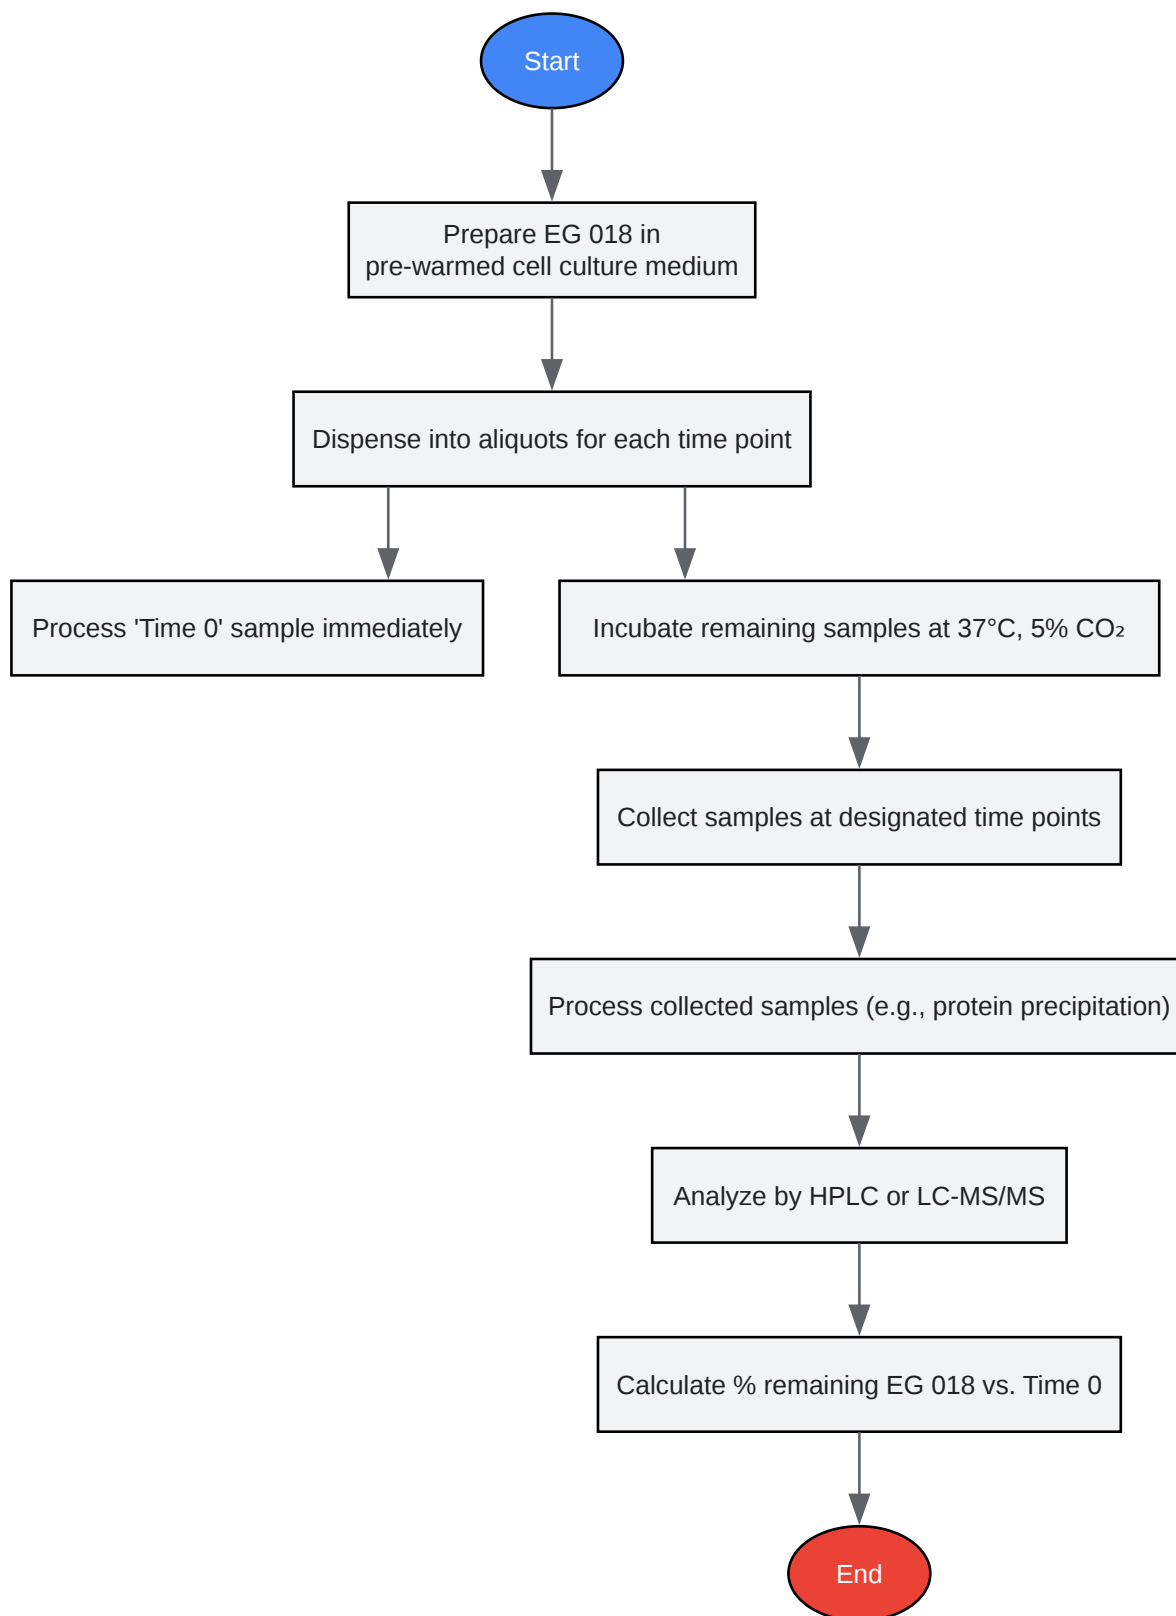 Start
Prepare EG 018 in
pre-warmed cell culture medium
Dispense into aliquots for each time point
Process 'Time 0' sample immediately
Incubate remaining samples at 37°C, 5% CO₂
Collect samples at designated time points
Process collected samples (e.g., protein precipitation)
Analyze by HPLC or LC-MS/MS
Calculate % remaining EG 018 vs. Time 0
End